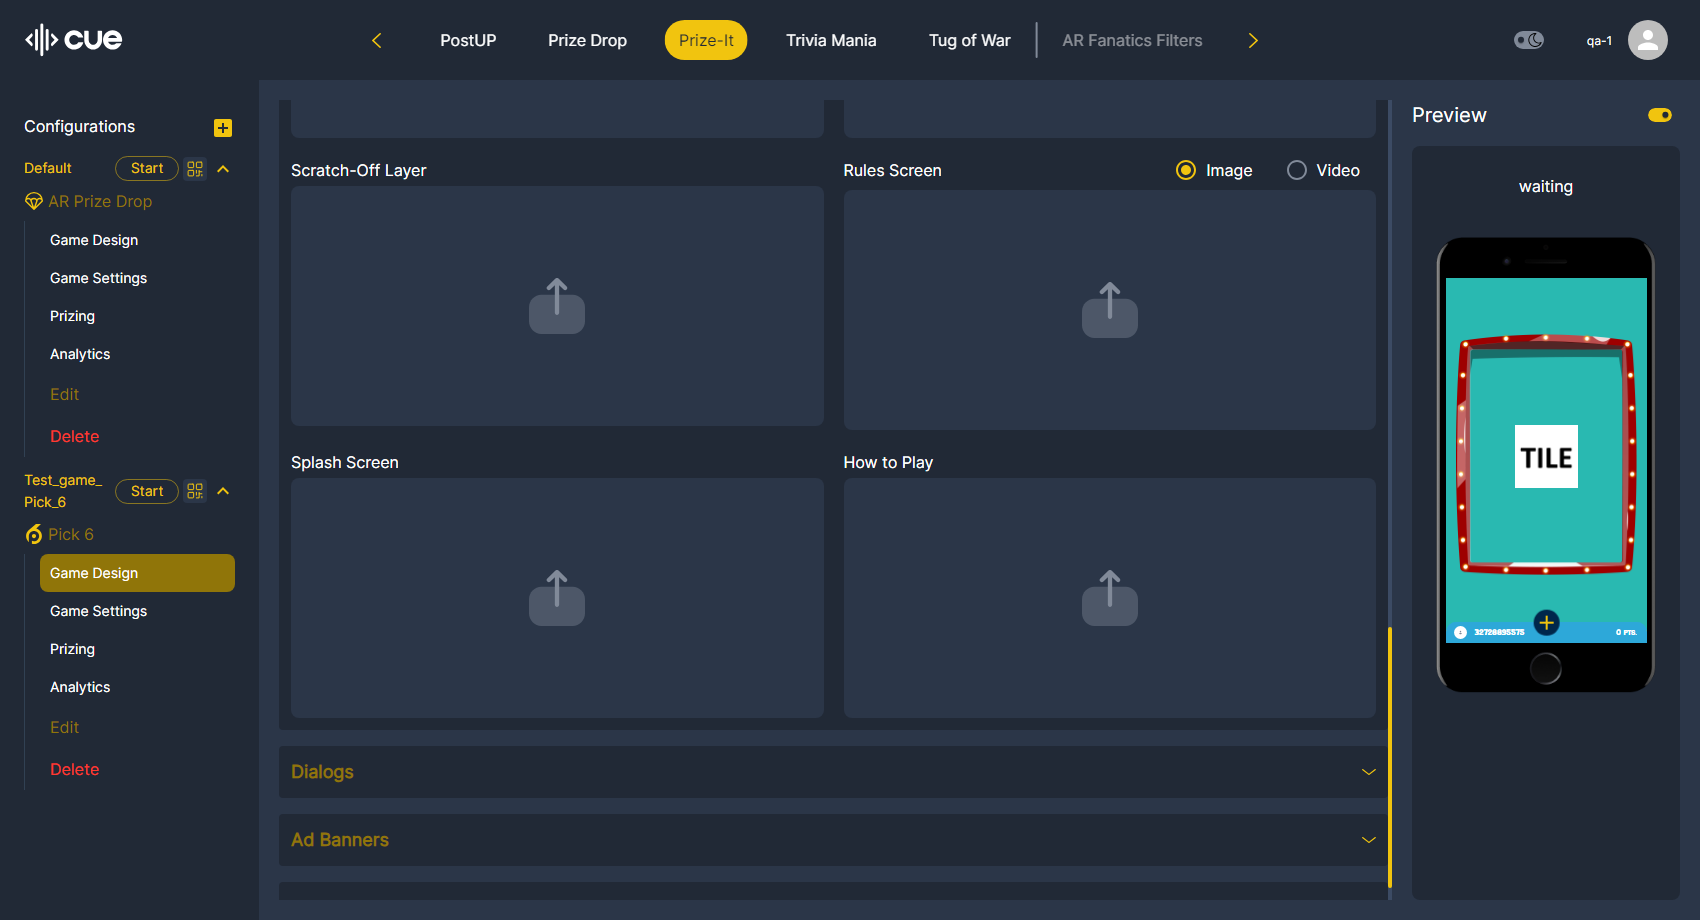 cue
PostUP
Prize Drop
Prize-It
Trivia Mania
Tug of War
AR Fanatics Filters
qa-1
Configurations
Default
Start
AR Prize Drop
Game Design
Game Settings
Prizing
Analytics
Edit
Delete
Test_game_
Pick_6
Start
Pick 6
Game Design
Game Settings
Prizing
Analytics
Edit
Delete
Scratch-Off Layer
Rules Screen
Image
Video
Splash Screen
How to Play
Dialogs
Ad Banners
Preview
waiting
TILE
32728695575
0 PTS.